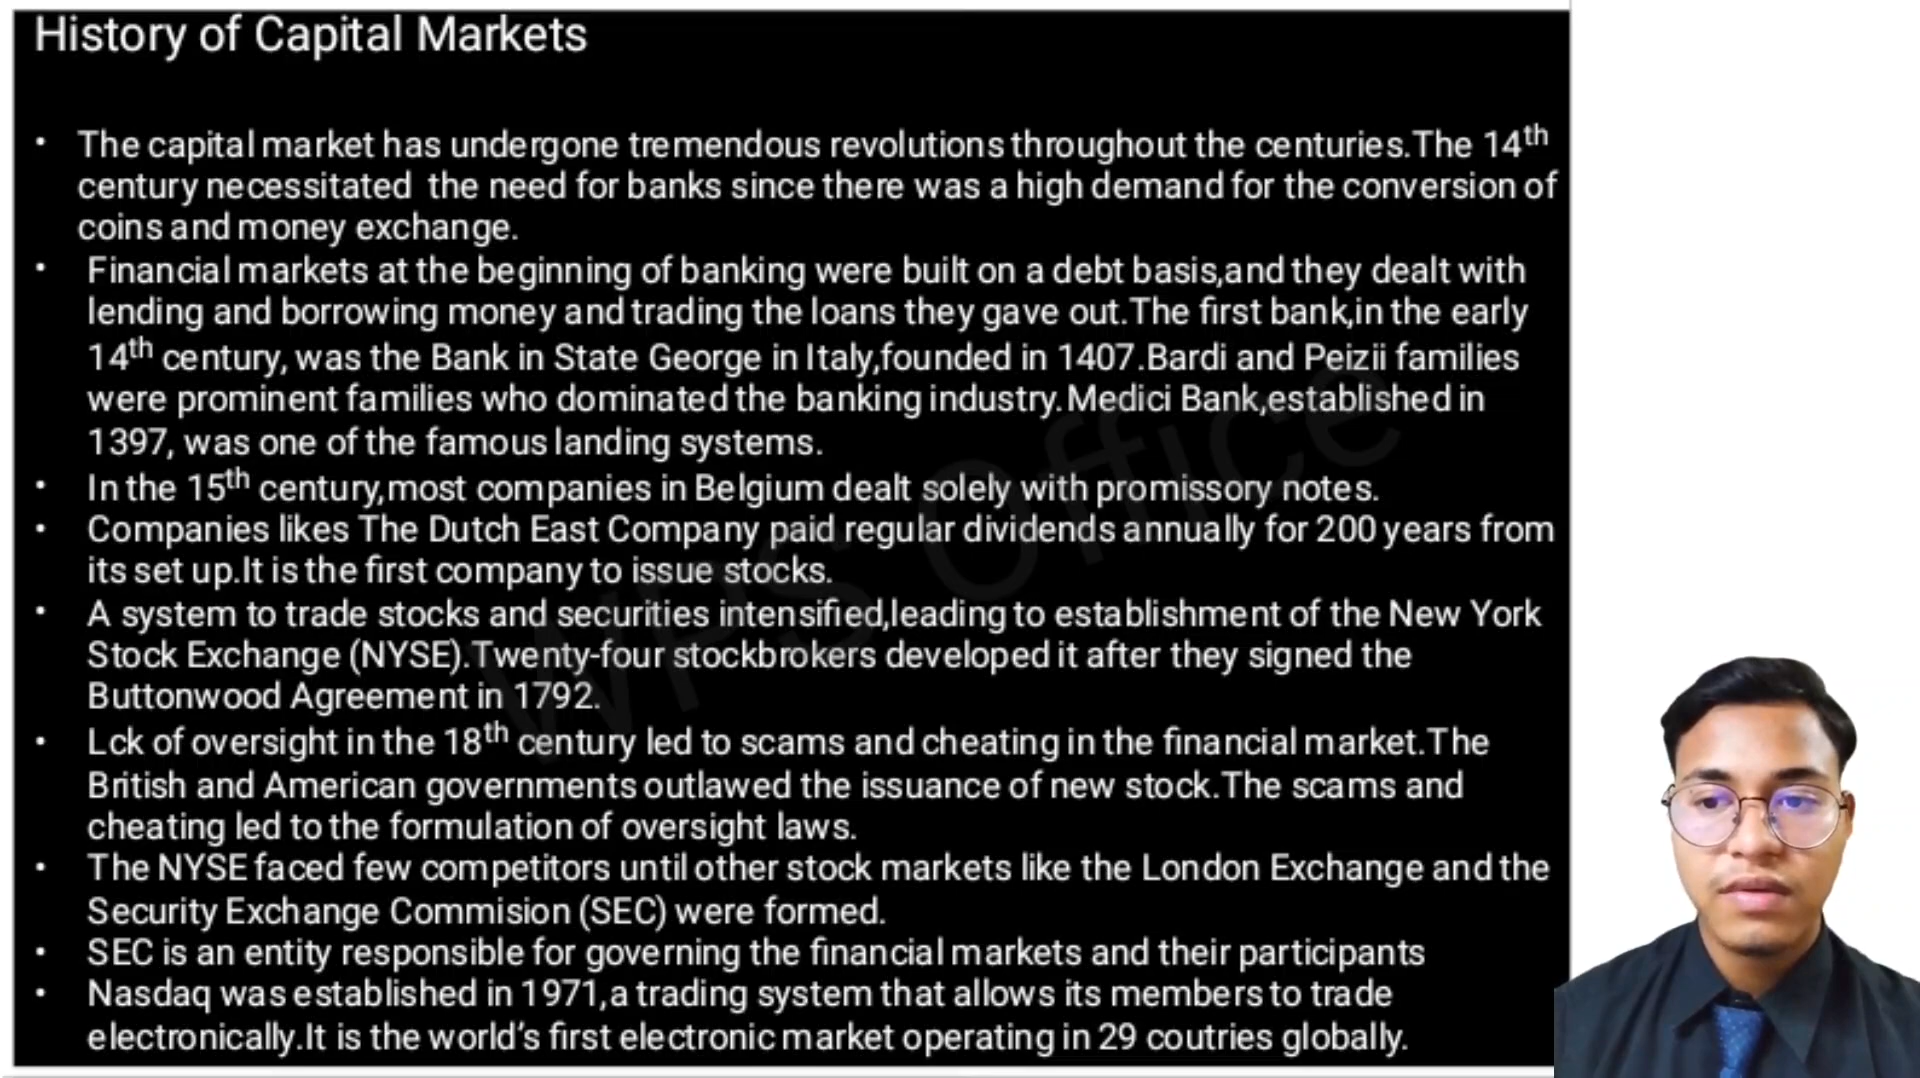 History of Capital Markets
• The capital market has undergone tremendous revolutions throughout the centuries.The 14th
century necessitated the need for banks since there was a high demand for the conversion of
coins and money exchange.
• Financial markets at the beginning of banking were built on a debt basis,and they dealt with
lending and borrowing money and trading the loans they gave out.The first bank,in the early
14th century, was the Bank in State George in Italy,founded in 1407.Bardi and Peizii families
were prominent families who dominated the banking industry.Medici Bank,established in
1397, was one of the famous landing systems.
• In the 15th century,most companies in Belgium dealt solely with promissory notes.
• Companies likes The Dutch East Company paid regular dividends annually for 200 years from
its set up.It is the first company to issue stocks.
• A system to trade stocks and securities intensified,leading to establishment of the New York
Stock Exchange (NYSE).Twenty-four stockbrokers developed it after they signed the
Buttonwood Agreement in 1792.
• Lck of oversight in the 18th century led to scams and cheating in the financial market.The
British and American governments outlawed the issuance of new stock.The scams and
cheating led to the formulation of oversight laws.
• The NYSE faced few competitors until other stock markets like the London Exchange and the
Security Exchange Commision (SEC) were formed.
• SEC is an entity responsible for governing the financial markets and their participants
• Nasdaq was established in 1971,a trading system that allows its members to trade
electronically.It is the world's first electronic market operating in 29 coutries globally.
WPS Office